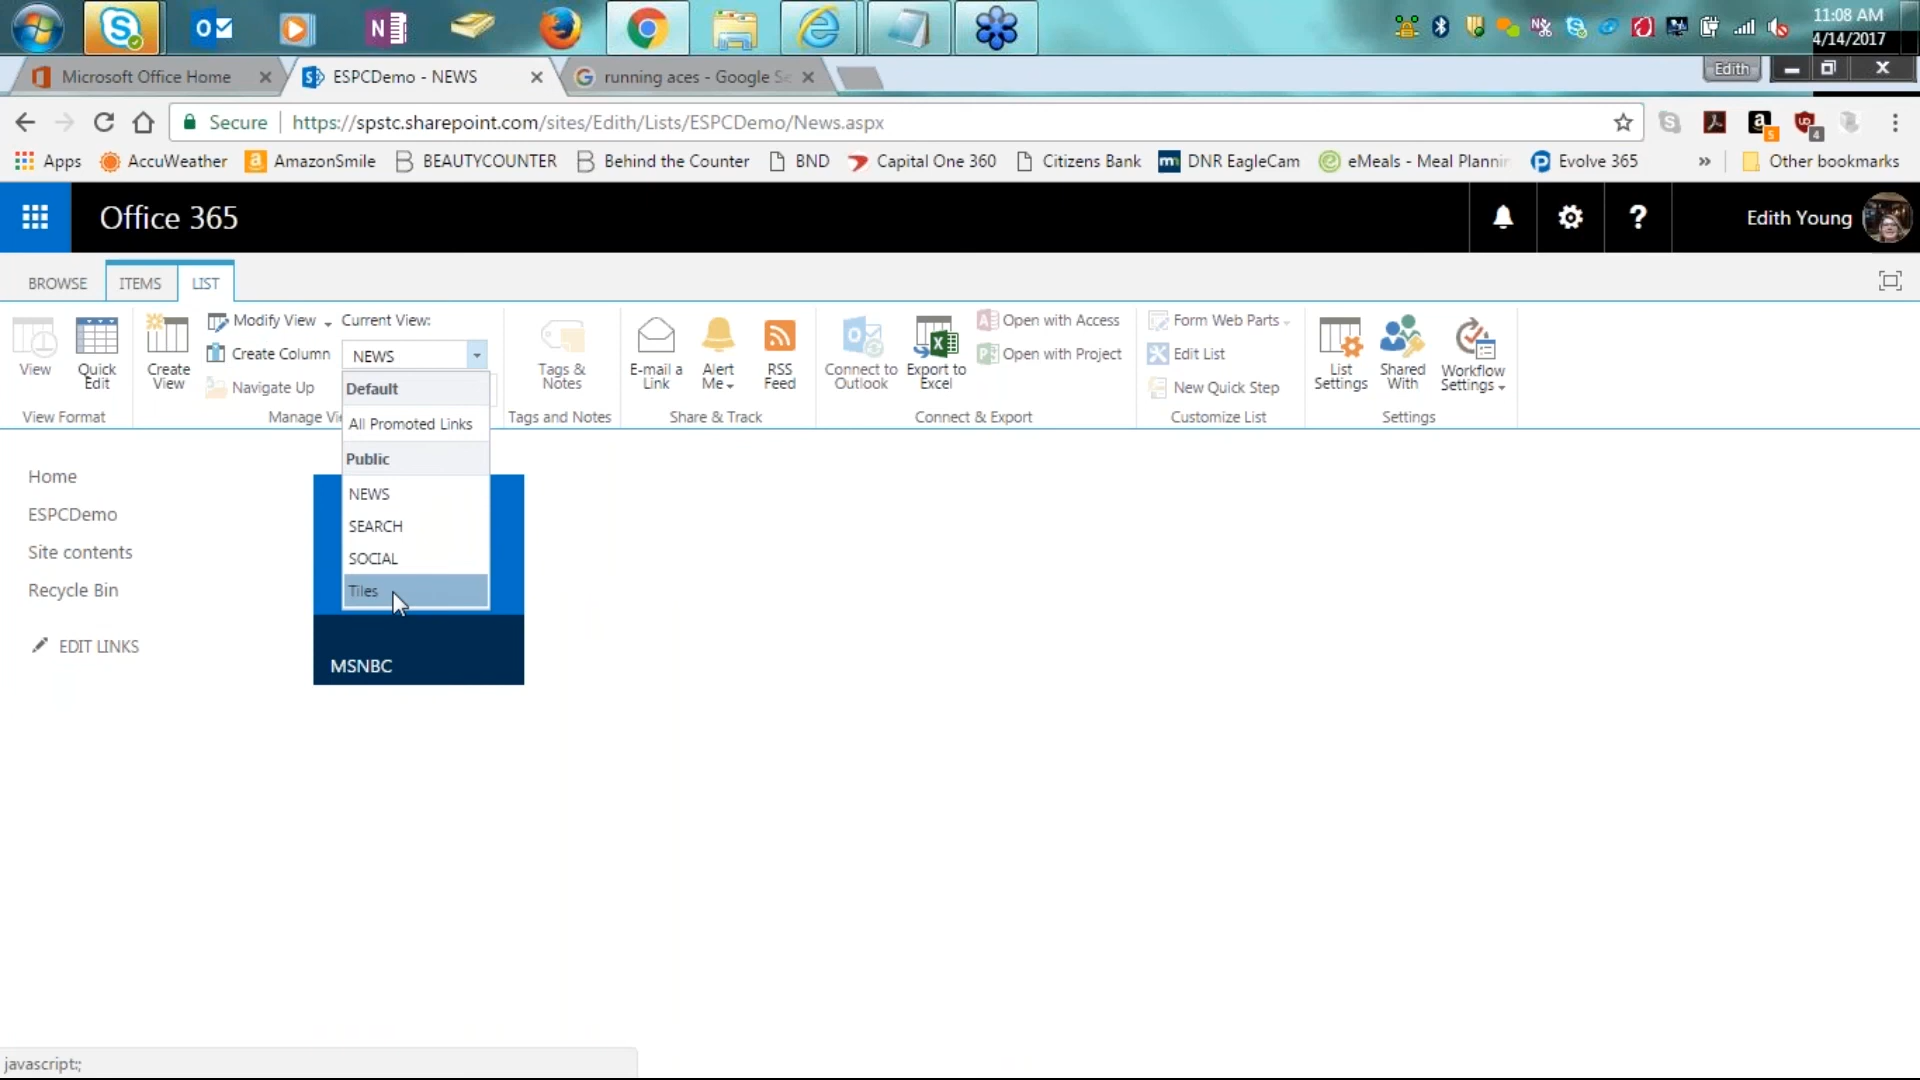 11:08 AM
4/14/2017
Microsoft Office Home
ESPCDemo - NEWS
running aces - Google Se
Edith
Secure
https://spstc.sharepoint.com/sites/Edith/Lists/ESPCDemo/News.aspx
5
4
Apps
AccuWeather
AmazonSmile
BEAUTYCOUNTER
Behind the Counter
BND
Capital One 360
Citizens Bank
DNR EagleCam
eMeals - Meal Plannin
Evolve 365
»
Other bookmarks
Office 365
?
Edith Young
BROWSE
ITEMS
LIST
View
Quick
Edit
View Format
Create
View
Modify View
Create Column
Navigate Up
Current View:
NEWS
Manage Vi
Default
All Promoted Links
Public
NEWS
SEARCH
SOCIAL
Tiles
Tags &
Notes
Tags and Notes
E-mail a
Link
Alert
Me
RSS
Feed
Share & Track
Connect to
Outlook
Export to
Excel
Open with Access
Open with Project
Connect & Export
Form Web Parts
Edit List
New Quick Step
Customize List
List
Settings
Shared
With
Workflow
Settings
Settings
Home
ESPCDemo
Site contents
Recycle Bin
EDIT LINKS
MSNBC
javascript:;